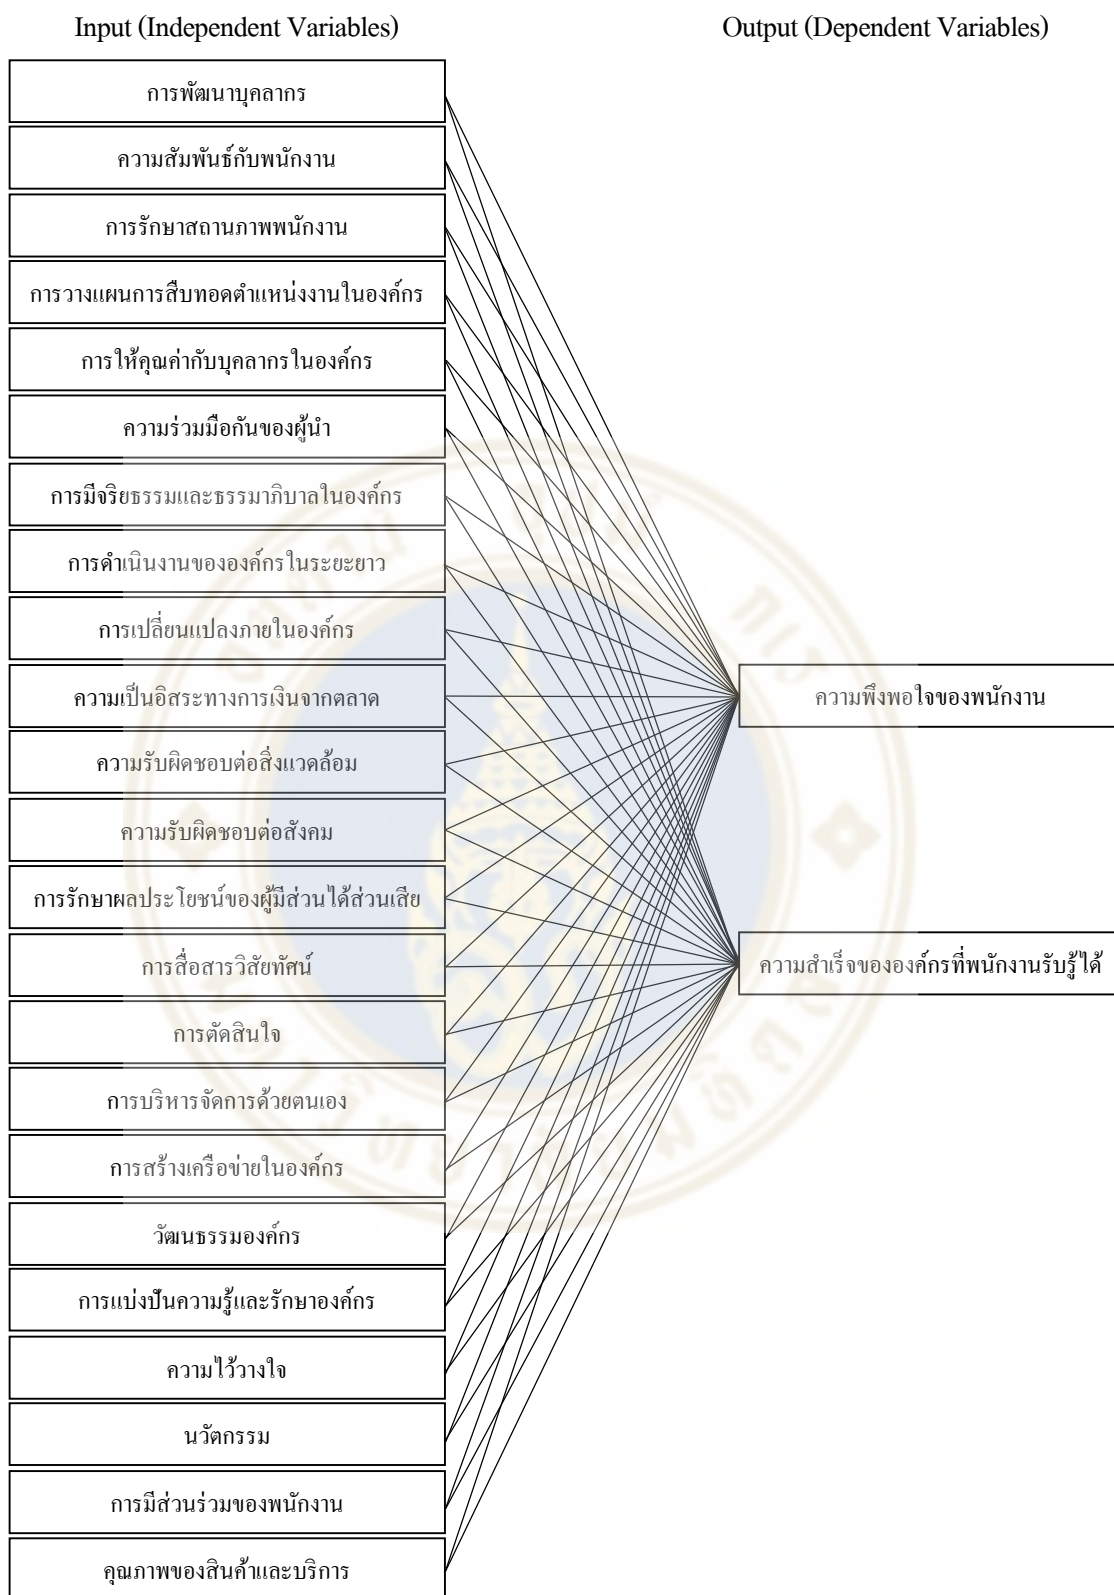 Input (Independent Variables)
Output (Dependent Variables)
การพัฒนาบุคลากร
ความสัมพันธ์กับพนักงาน
การรักษาสถานภาพพนักงาน
การวางแผนการสืบทอดตำแหน่งงานในองค์กร
การให้คุณค่ากับบุคลากรในองค์กร
ความร่วมมือกันของผู้นำ
การมีจริยธรรมและธรรมาภิบาลในองค์กร
การดำเนินงานขององค์กรในระยะยาว
การเปลี่ยนแปลงภายในองค์กร
ความเป็นอิสระทางการเงินจากตลาด
ความรับผิดชอบต่อสิ่งแวดล้อม
ความรับผิดชอบต่อสังคม
การรักษาผลประโยชน์ของผู้มีส่วนได้ส่วนเสีย
การสื่อสารวิสัยทัศน์
การตัดสินใจ
การบริหารจัดการด้วยตนเอง
การสร้างเครือข่ายในองค์กร
วัฒนธรรมองค์กร
การแบ่งปันความรู้และรักษาองค์กร
ความไว้วางใจ
นวัตกรรม
การมีส่วนร่วมของพนักงาน
คุณภาพของสินค้าและบริการ
ความพึงพอใจของพนักงาน
ความสำเร็จขององค์กรที่พนักงานรับรู้ได้
มหาวิทยาลัยมหิดล